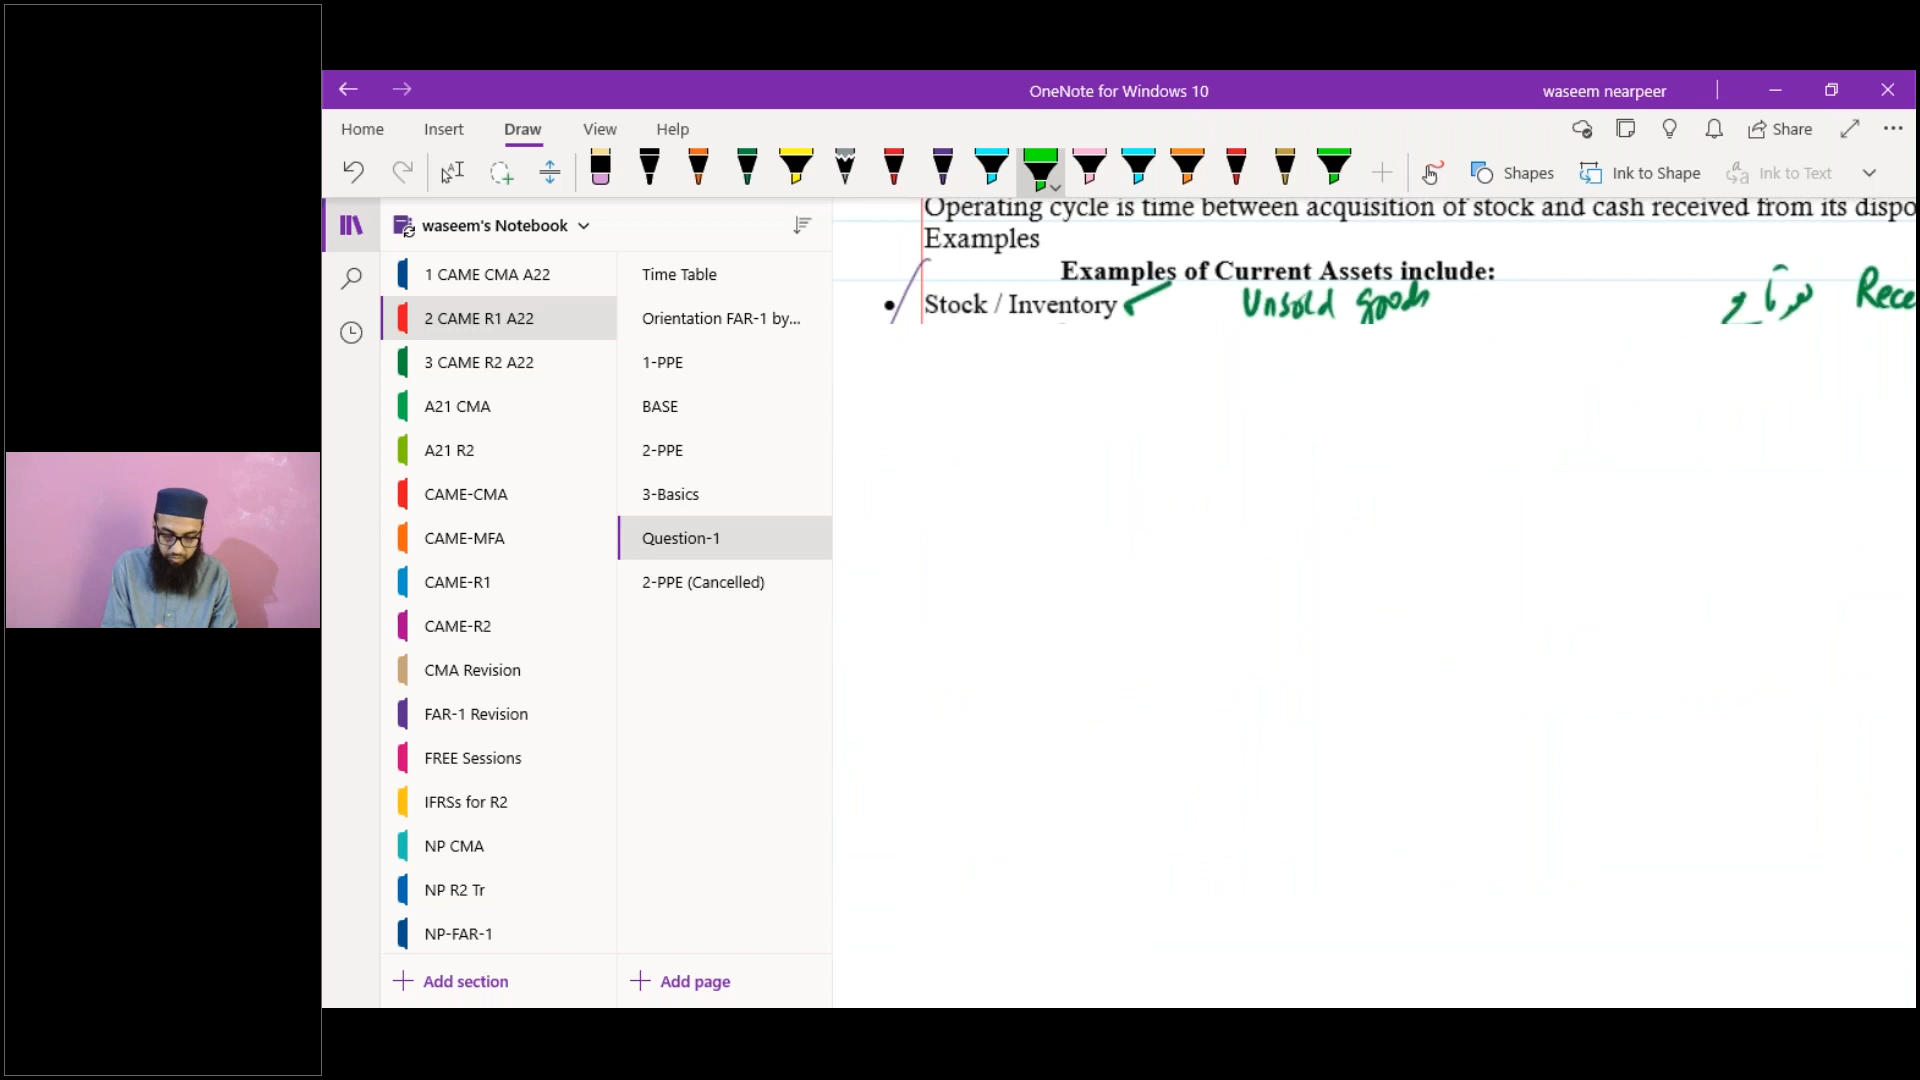 OneNote for Windows 10
waseem nearpeer
Home Insert Draw View Help
Share
Shapes Ink to Shape Ink to Text
waseem's Notebook
1 CAME CMA A22
2 CAME R1 A22
3 CAME R2 A22
A21 CMA
A21 R2
CAME-CMA
CAME-MFA
CAME-R1
CAME-R2
CMA Revision
FAR-1 Revision
FREE Sessions
IFRSs for R2
NP CMA
NP R2 Tr
NP-FAR-1
Add section
Time Table
Orientation FAR-1 by...
1-PPE
BASE
2-PPE
3-Basics
Question-1
2-PPE (Cancelled)
Add page
Operating cycle is time between acquisition of stock and cash received from its dispo
Examples
Examples of Current Assets include:
• Stock / Inventory Unsold goods Rece